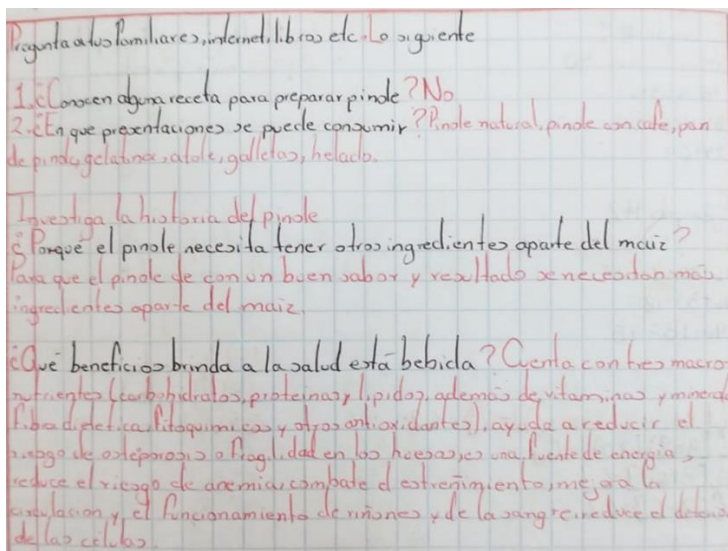 Pregunta a tus familiares, internet, libros etc. Lo siguiente
1. ¿Conocen alguna receta para preparar pinole? No
2. ¿En que presentaciones se puede consumir? Pinole natural, pinole con cafe, pan
de pinole, gelatinas, atole, galletas, helado.
Investiga la historia del pinole
¿Porqué el pinole necesita tener otros ingredientes aparte del maiz?
Para que el pinole de con un buen sabor y resultado se necesitan más
ingredientes aparte del maiz.
¿Qué beneficios brinda a la salud está bebida? Cuenta con tres macro
nutrientes (carbohidratos, proteinas y lipidos, además de vitaminas y minerales
fibra dietetica, fitoquimicos y otros antioxidantes), ayuda a reducir el
riesgo de osteporosis o fragilidad en los huesos, es una fuente de energia,
reduce el riesgo de anemia, combate el estreñimiento, mejora la
circulacion y el funcionamiento de riñones y de la sangre, reduce el deterioro
de las celulas.